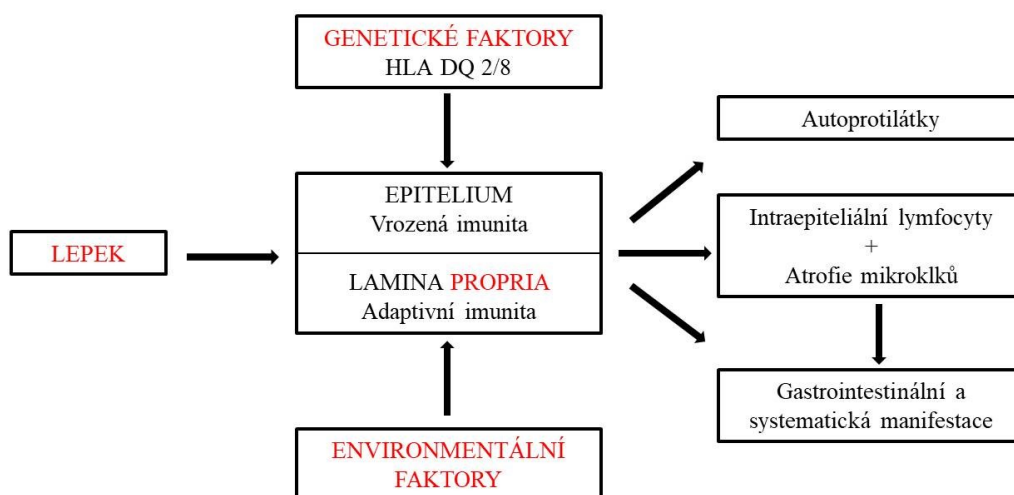 GENETICKÉ FAKTORY
HLA DQ 2/8
Autoprotilátky
EPITELIUM
Vrozená imunita
LEPEK
LAMINA PROPRIA
Adaptivní imunita
Intraepiteliální lymfocyty
+
Atrofie mikroklků
Gastrointestinální a
systematická manifestace
ENVIRONMENTÁLNÍ
FAKTORY